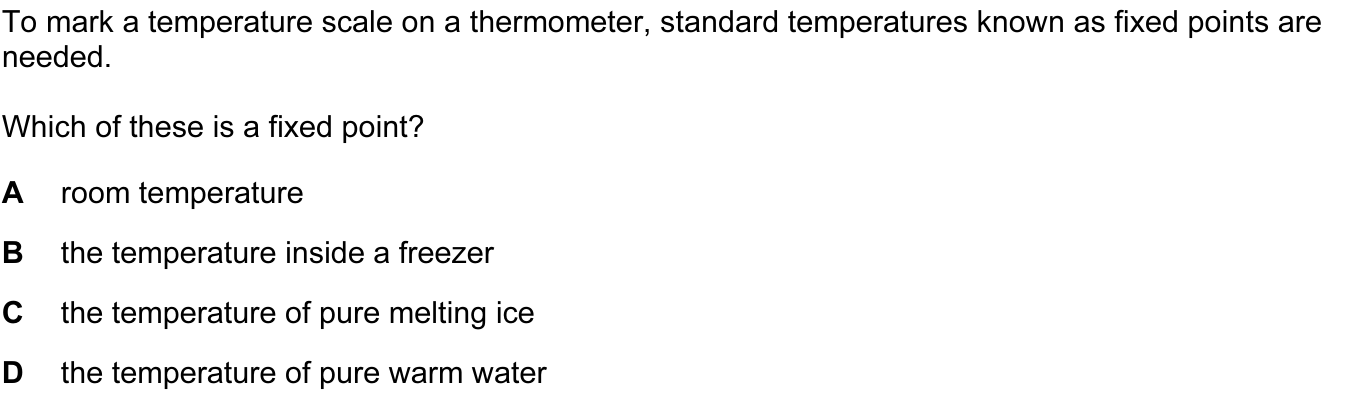 To mark a temperature scale on a thermometer, standard temperatures known as fixed points are
needed.
Which of these is a fixed point?
A room temperature
B the temperature inside a freezer
C the temperature of pure melting ice
D the temperature of pure warm water